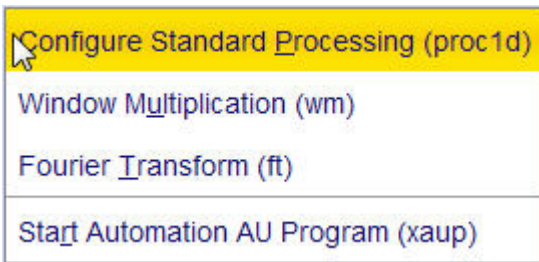 Configure Standard Processing (proc1d)
Window Multiplication (wm)
Fourier Transform (ft)
Start Automation AU Program (xaup)